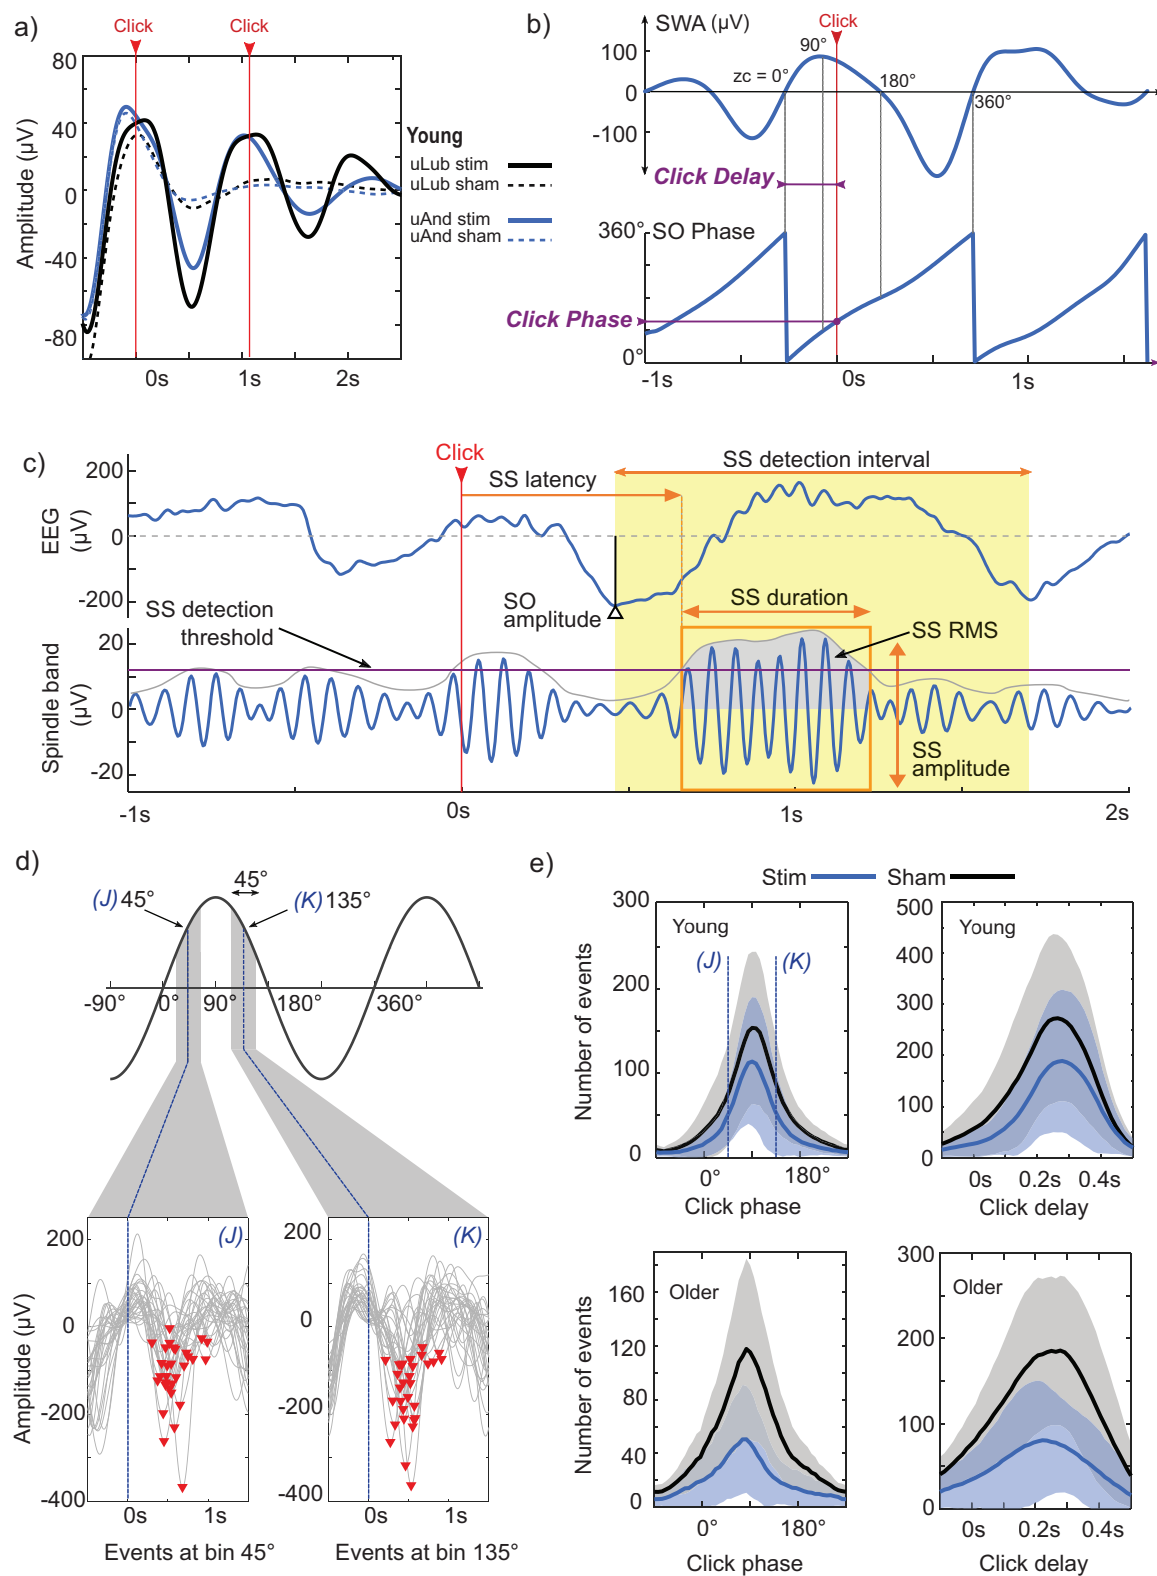 a)
Click
Click
80
40
0
-40
-80
Amplitude (µV)
0s
1s
2s
Young
uLub stim
uLub sham
uAnd stim
uAnd sham
b)
SWA (µV)
Click
100
0
-100
zc = 0°
90°
180°
360°
Click Delay
360°
SO Phase
Click Phase
0°
-1s
0s
1s
c)
Click
200
0
-200
EEG
(µV)
SS latency
SS detection interval
SO
amplitude
SS duration
SS detection
threshold
SS RMS
20
0
-20
Spindle band
(µV)
SS
amplitude
-1s
0s
1s
2s
d)
45°
(J) 45°
(K) 135°
-90°
0°
90°
180°
360°
200
0
-200
-400
Amplitude (µV)
(J)
0s
1s
Events at bin 45°
200
0
-200
-400
(K)
0s
1s
Events at bin 135°
e)
Stim
Sham
300
200
100
0
Number of events
Young
(J)
(K)
0°
180°
Click phase
500
400
300
200
100
0
Young
0s
0.2s
0.4s
Click delay
160
120
80
40
0
Number of events
Older
0°
180°
Click phase
300
200
100
0
Older
0s
0.2s
0.4s
Click delay